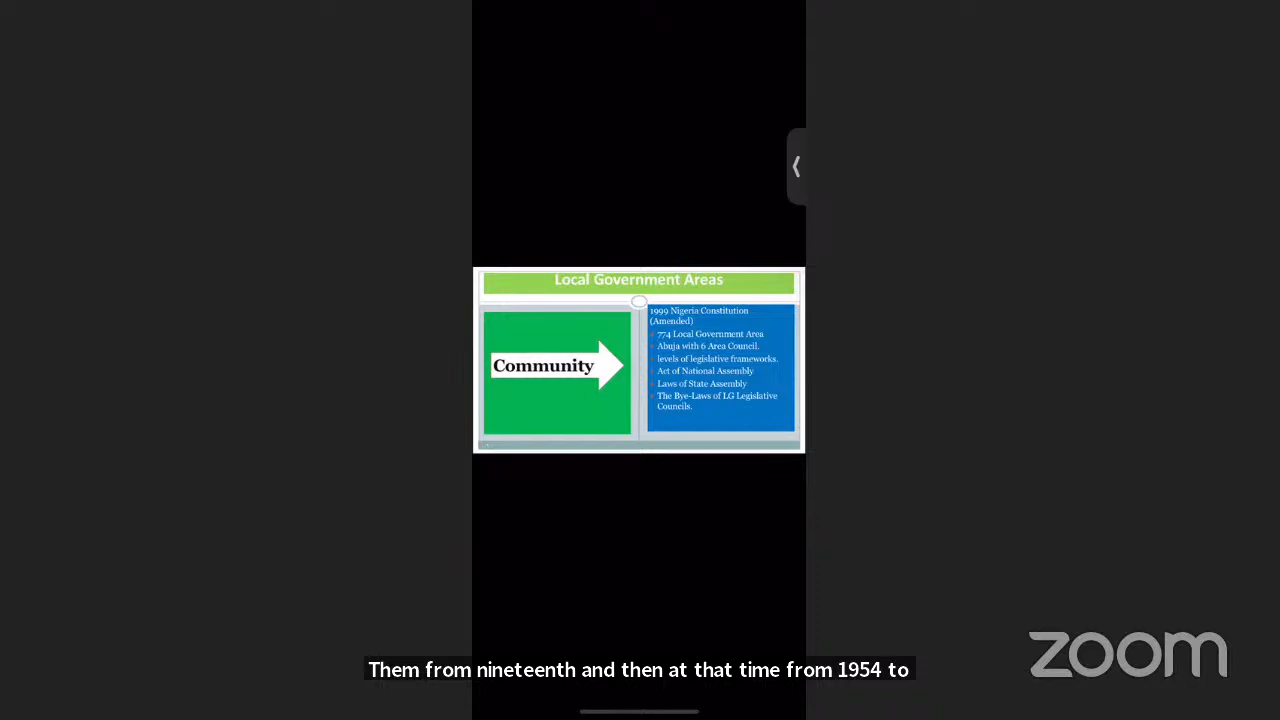 Local Government Areas
Community
1999 Nigeria Constitution
(Amended)
774 Local Government Area
Abuja with 6 Area Council.
levels of legislative frameworks.
Act of National Assembly
Laws of State Assembly
The Bye-Laws of LG Legislative
Councils.
zoom
Them from nineteenth and then at that time from 1954 to